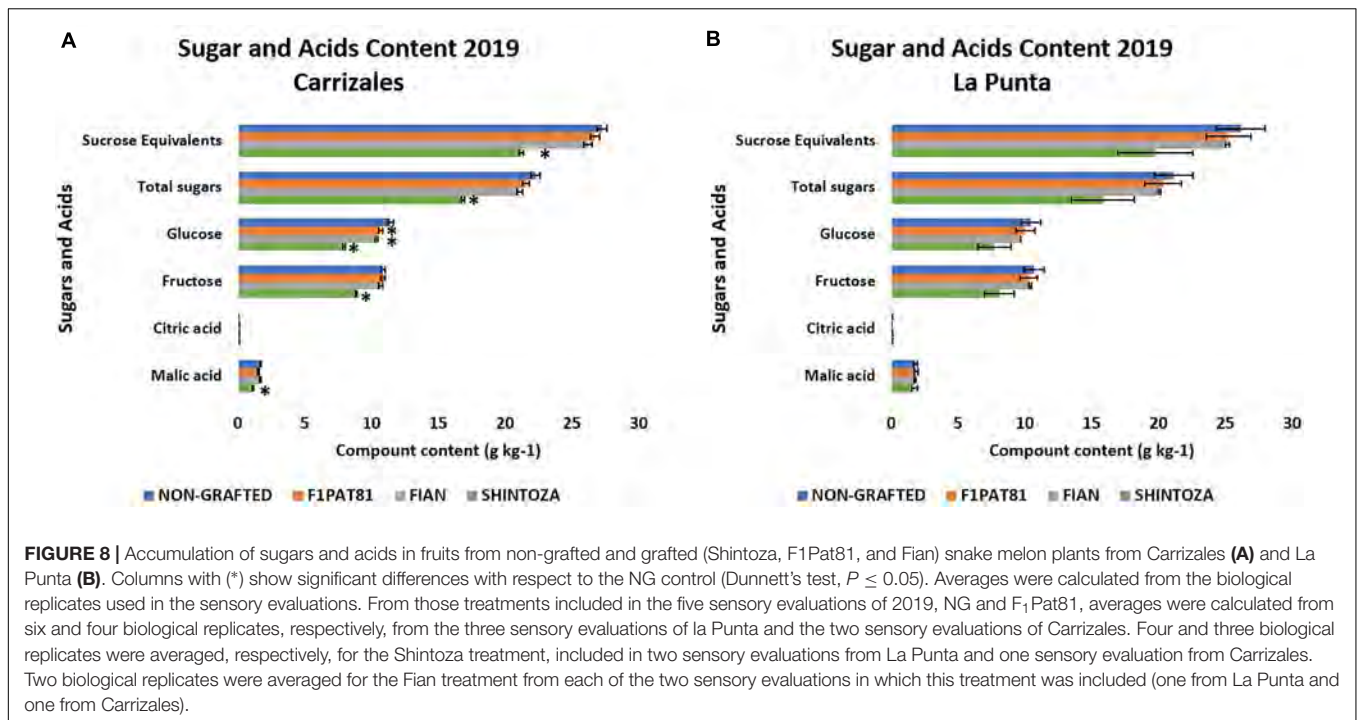 A
Sugar and Acids Content 2019
Carrizales
Sugars and Acids
Sucrose Equivalents
*
Total sugars
*
Glucose
*
*
*
Fructose
*
Citric acid
Malic acid
*
0 5 10 15 20 25 30
Compount content (g kg-1)
NON-GRAFTED F1PAT81 FIAN SHINTOZA
B
Sugar and Acids Content 2019
La Punta
Sugars and Acids
Sucrose Equivalents
Total sugars
Glucose
Fructose
Citric acid
Malic acid
0 5 10 15 20 25 30
Compount content (g kg-1)
NON-GRAFTED F1PAT81 FIAN SHINTOZA
FIGURE 8 | Accumulation of sugars and acids in fruits from non-grafted and grafted (Shintoza, F1Pat81, and Fian) snake melon plants from Carrizales (A) and La
Punta (B). Columns with (*) show significant differences with respect to the NG control (Dunnett's test, P ≤ 0.05). Averages were calculated from the biological
replicates used in the sensory evaluations. From those treatments included in the five sensory evaluations of 2019, NG and F₁Pat81, averages were calculated from
six and four biological replicates, respectively, from the three sensory evaluations of la Punta and the two sensory evaluations of Carrizales. Four and three biological
replicates were averaged, respectively, for the Shintoza treatment, included in two sensory evaluations from La Punta and one sensory evaluation from Carrizales.
Two biological replicates were averaged for the Fian treatment from each of the two sensory evaluations in which this treatment was included (one from La Punta and
one from Carrizales).